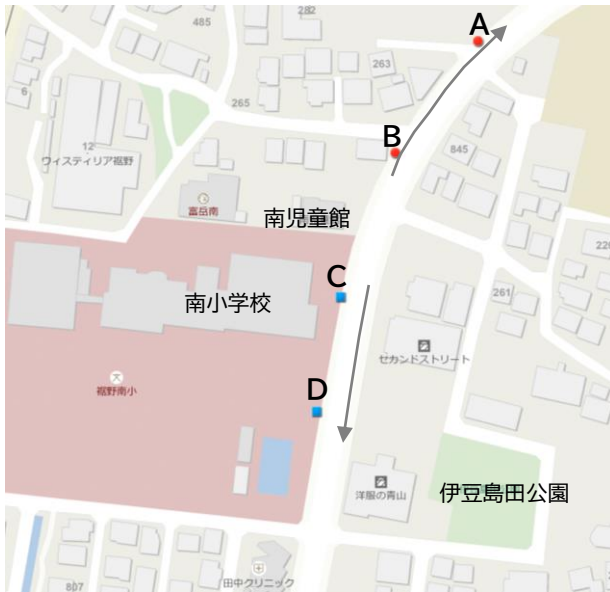 282
485
A
263
6
265
B
12
ウィスティリア裾野
845
富岳南
南児童館
220
C
261
南小学校
セカンドストリート
裾野南小
D
洋服の青山
伊豆島田公園
田中クリニック
807